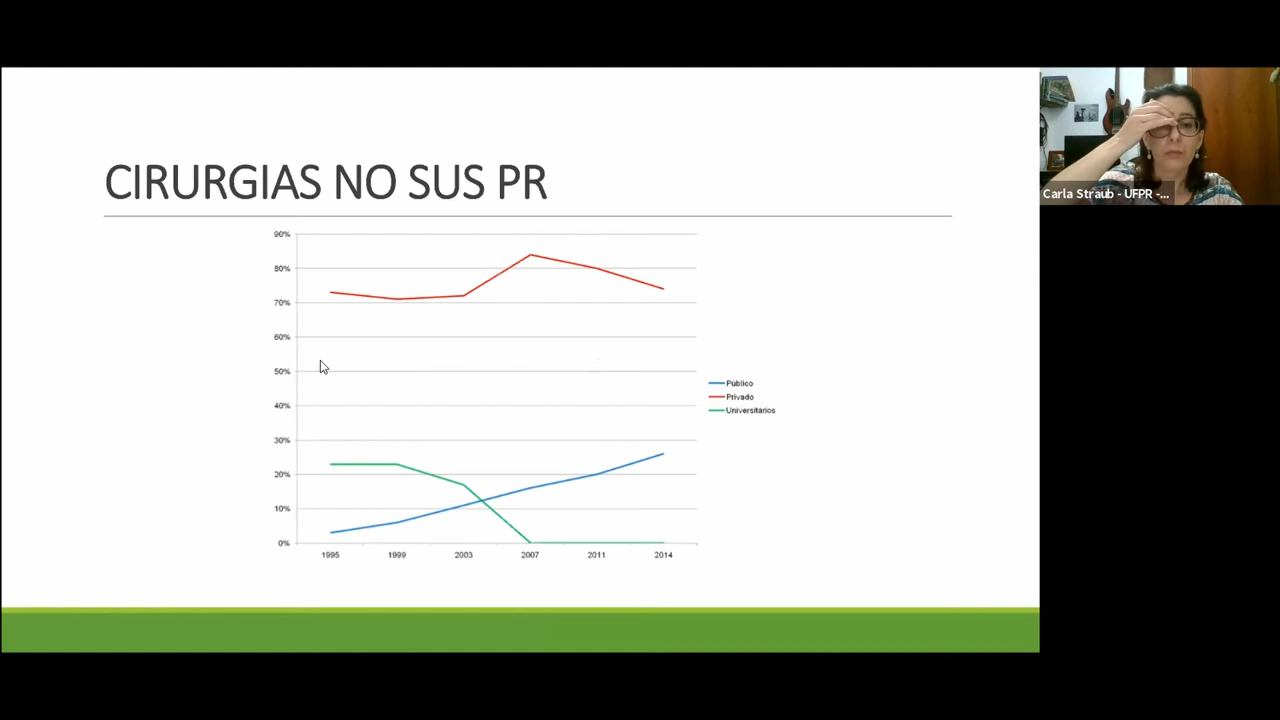 CIRURGIAS NO SUS PR
90%
80%
70%
60%
50%
40%
30%
20%
10%
0%
1995 1999 2003 2007 2011 2014
Público
Privado
Universitários
Carla Straub - UFPR -...